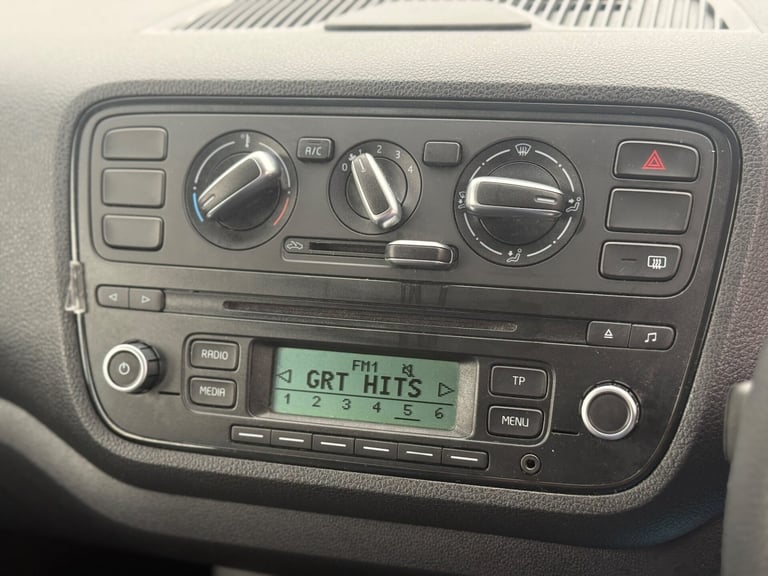 A/C
0 1 2 3 4
RADIO
MEDIA
FM1
GRT HITS
1 2 3 4 5 6
TP
MENU